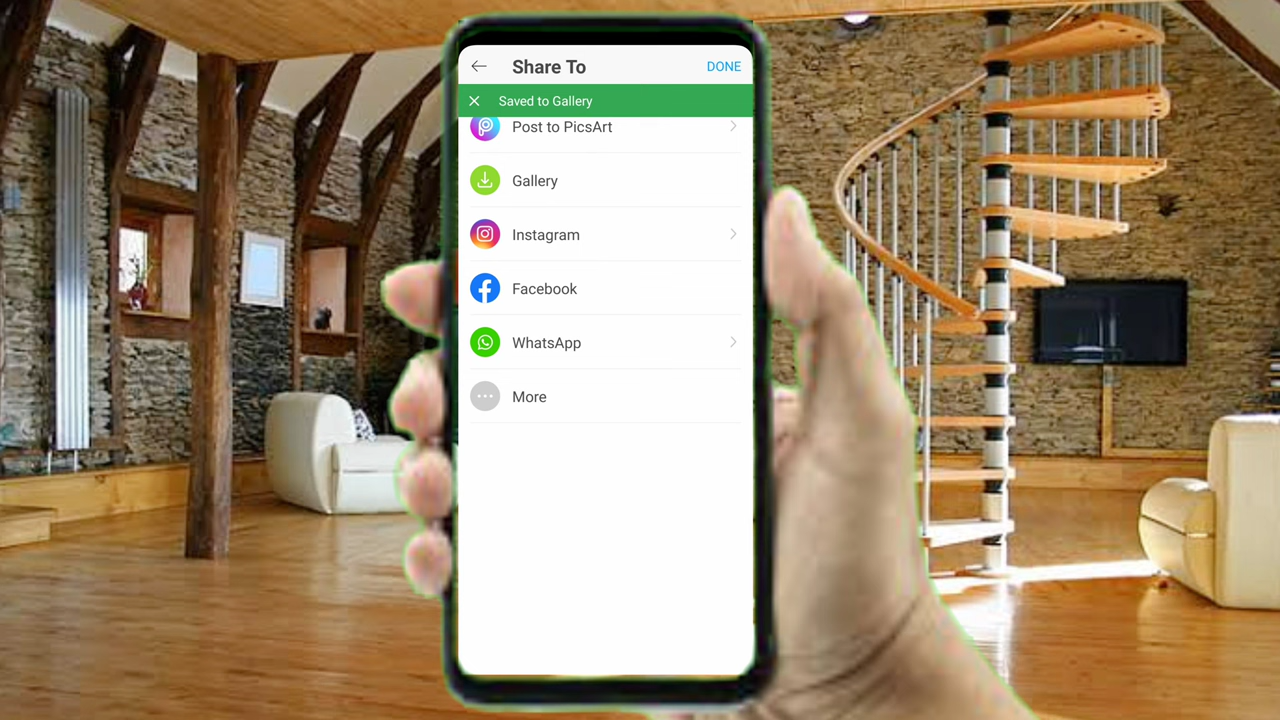 Share To
DONE
Saved to Gallery
Post to PicsArt
Gallery
Instagram
Facebook
WhatsApp
More